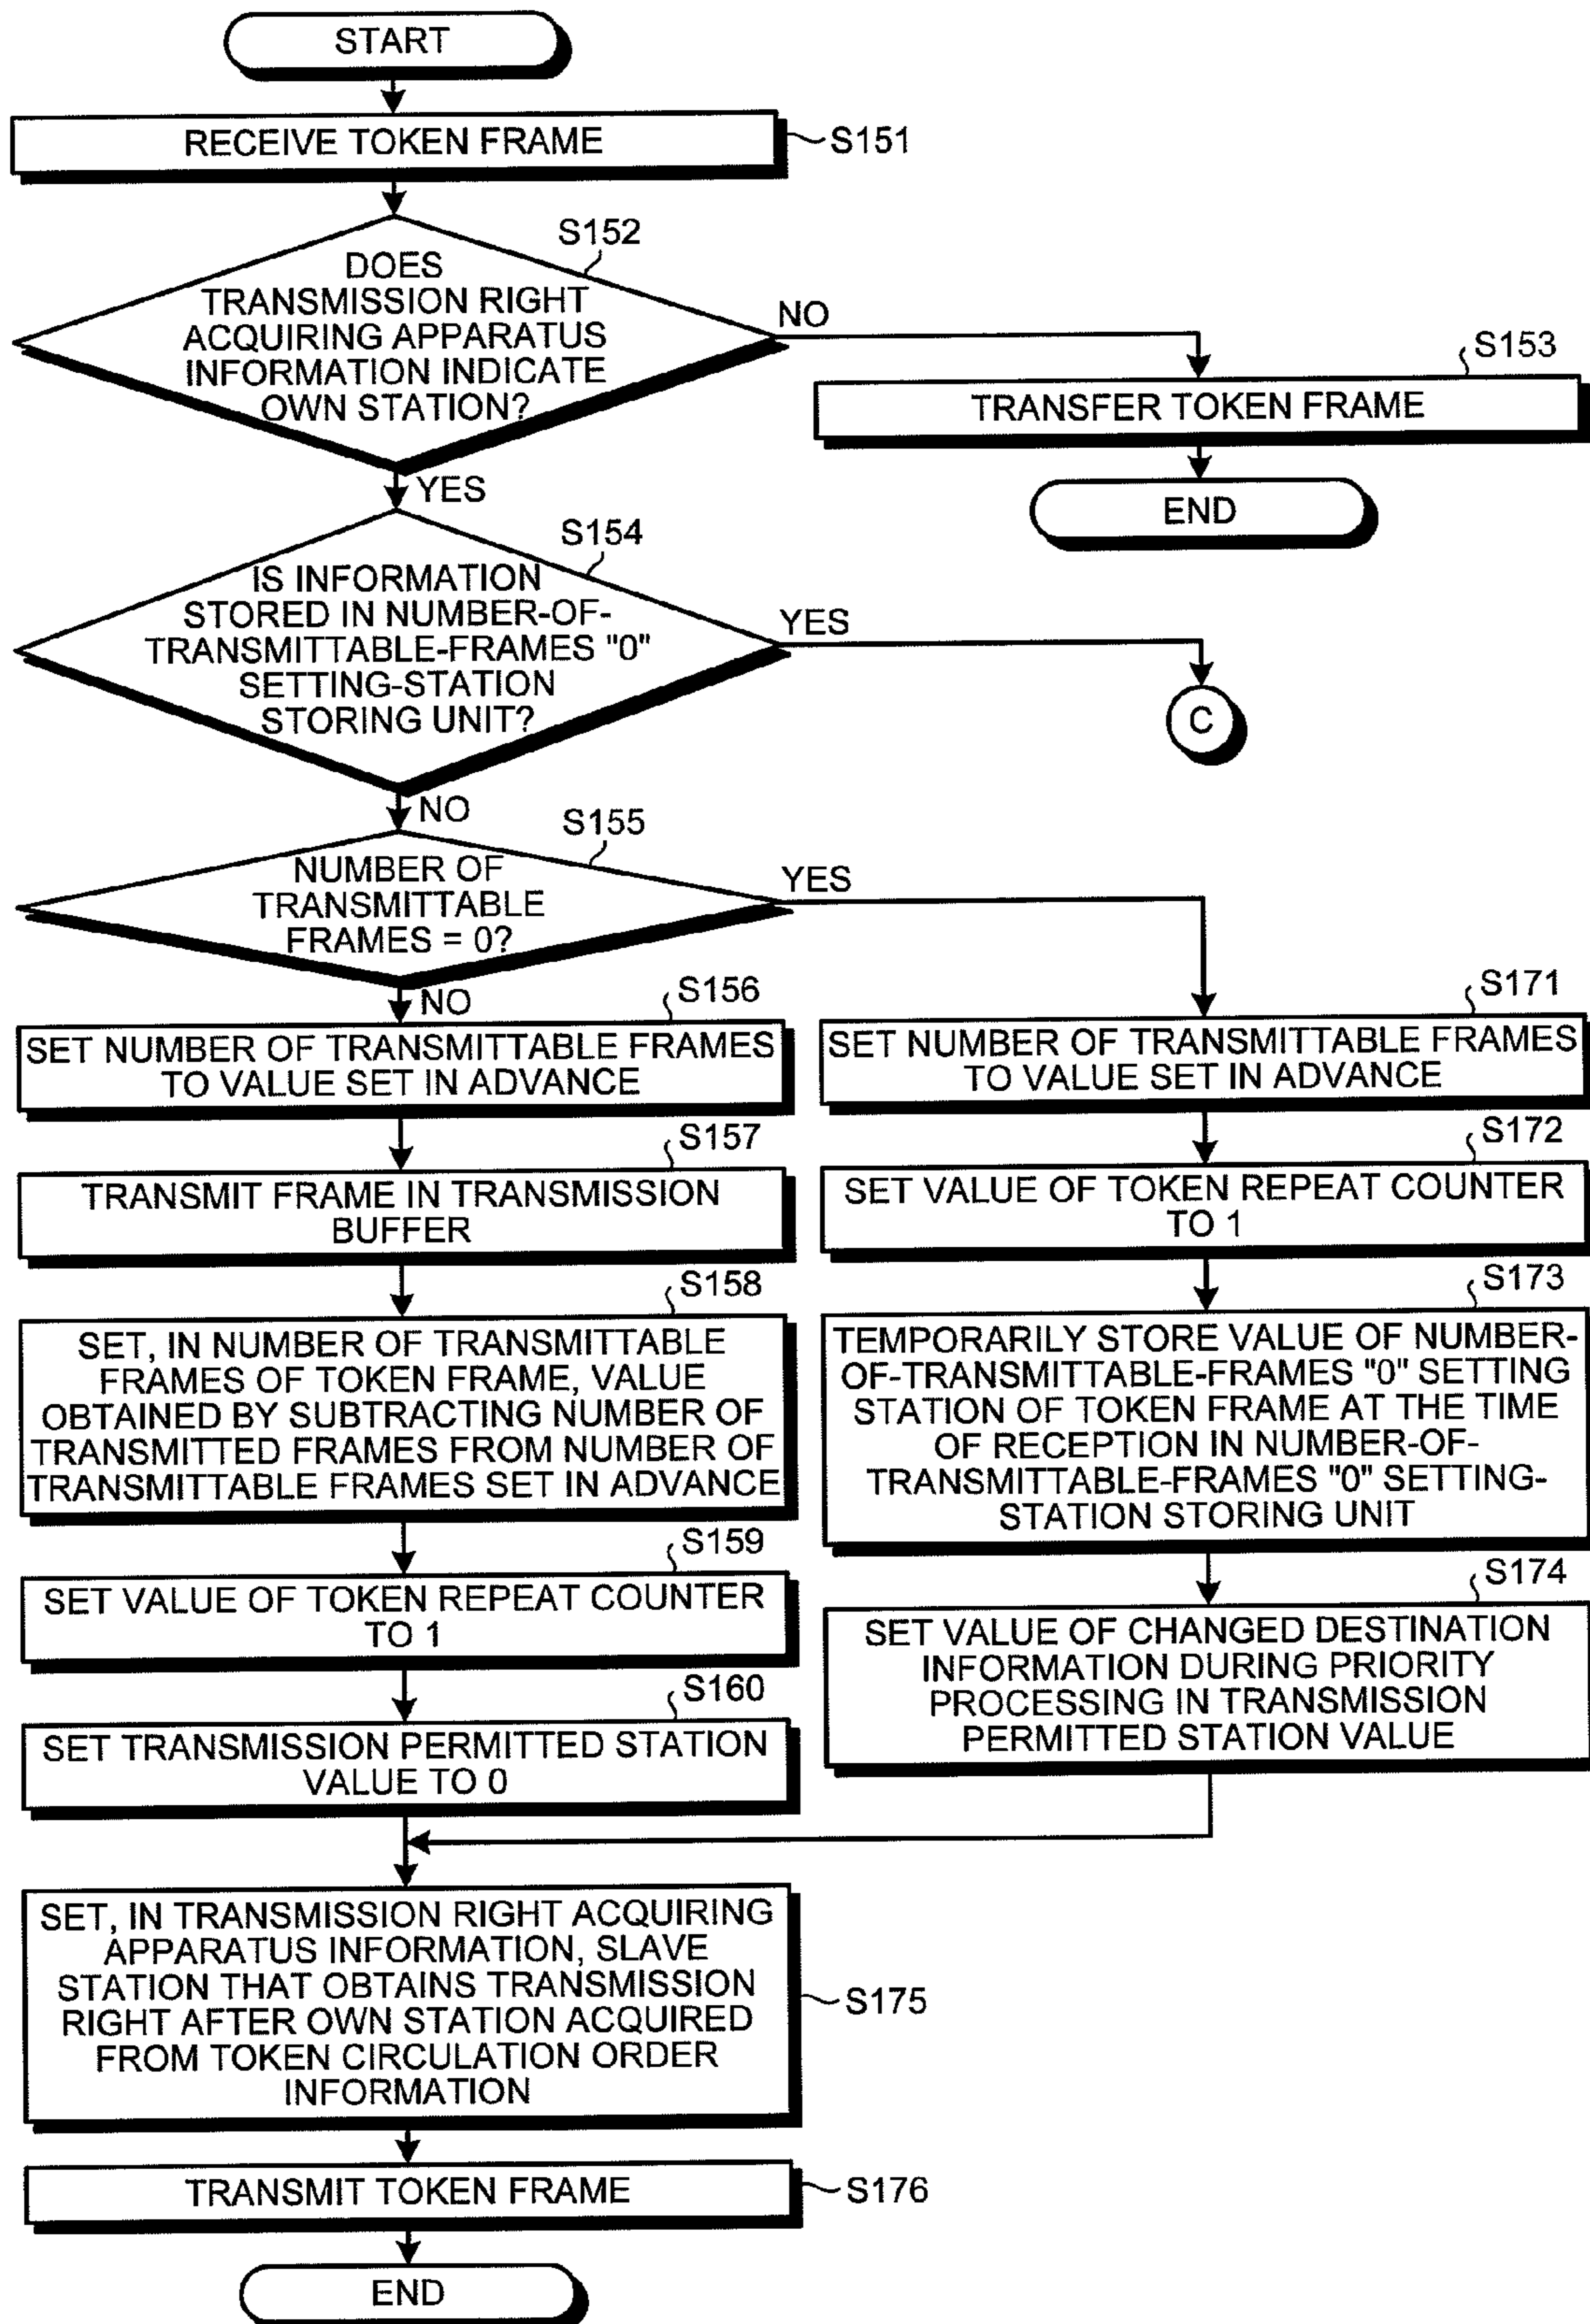 START
RECEIVE TOKEN FRAME
S151
S152
DOES
TRANSMISSION RIGHT
ACQUIRING APPARATUS
INFORMATION INDICATE
OWN STATION?
NO
S153
TRANSFER TOKEN FRAME
END
YES
S154
IS INFORMATION
STORED IN NUMBER-OF-
TRANSMITTABLE-FRAMES "0"
SETTING-STATION
STORING UNIT?
YES
C
NO
S155
NUMBER OF
TRANSMITTABLE
FRAMES = 0?
YES
NO
S156
SET NUMBER OF TRANSMITTABLE FRAMES
TO VALUE SET IN ADVANCE
S157
TRANSMIT FRAME IN TRANSMISSION
BUFFER
S158
SET, IN NUMBER OF TRANSMITTABLE
FRAMES OF TOKEN FRAME, VALUE
OBTAINED BY SUBTRACTING NUMBER OF
TRANSMITTED FRAMES FROM NUMBER OF
TRANSMITTABLE FRAMES SET IN ADVANCE
S159
SET VALUE OF TOKEN REPEAT COUNTER
TO 1
S160
SET TRANSMISSION PERMITTED STATION
VALUE TO 0
S171
SET NUMBER OF TRANSMITTABLE FRAMES
TO VALUE SET IN ADVANCE
S172
SET VALUE OF TOKEN REPEAT COUNTER
TO 1
S173
TEMPORARILY STORE VALUE OF NUMBER-
OF-TRANSMITTABLE-FRAMES "0" SETTING
STATION OF TOKEN FRAME AT THE TIME
OF RECEPTION IN NUMBER-OF-
TRANSMITTABLE-FRAMES "0" SETTING-
STATION STORING UNIT
S174
SET VALUE OF CHANGED DESTINATION
INFORMATION DURING PRIORITY
PROCESSING IN TRANSMISSION
PERMITTED STATION VALUE
SET, IN TRANSMISSION RIGHT ACQUIRING
APPARATUS INFORMATION, SLAVE
STATION THAT OBTAINS TRANSMISSION
RIGHT AFTER OWN STATION ACQUIRED
FROM TOKEN CIRCULATION ORDER
INFORMATION
S175
TRANSMIT TOKEN FRAME
S176
END